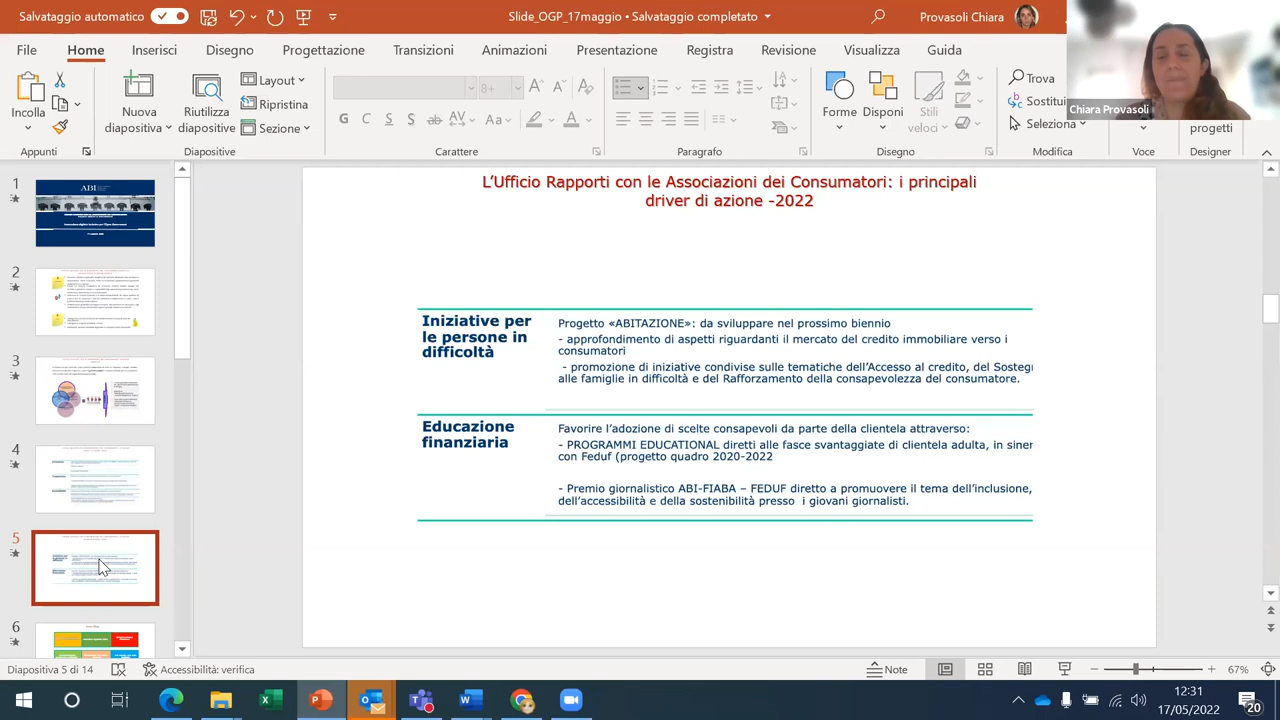 Salvataggio automatico
Slide_OGP_17maggio • Salvataggio completato
Provasoli Chiara
File
Home
Inserisci
Disegno
Progettazione
Transizioni
Animazioni
Presentazione
Registra
Revisione
Visualizza
Guida
Incolla
Nuova
diapositiva
Riutilizza
diapositive
Layout
Ripristina
Sezione
Forme
Disponi
Stili
veloci
Trova
Sostitui
Seleziona
progetti
Chiara Provasoli
Appunti
Diapositive
Carattere
Paragrafo
Disegno
Modifica
Voce
Designer
G
Aa
ABI
2
3
5
6
L'Ufficio Rapporti con le Associazioni dei Consumatori: i principali
driver di azione -2022
Iniziative per
le persone in
difficoltà
Progetto «ABITAZIONE»: da sviluppare nel prossimo biennio
- approfondimento di aspetti riguardanti il mercato del credito immobiliare verso i
consumatori
- promozione di iniziative condivise sulle tematiche dell'Accesso al credito, del Sosteg
alle famiglie in difficoltà e del Rafforzamento della consapevolezza del consumatore.
Educazione
finanziaria
Favorire l'adozione di scelte consapevoli da parte della clientela attraverso:
- PROGRAMMI EDUCATIONAL diretti alle fasce svantaggiate di clientela adulta, in siner
con Feduf (progetto quadro 2020-2022
- Premio giornalistico ABI-FIABA – FEDUF diretto a promuovere il tema dell'inclusione,
dell'accessibilità e della sostenibilità presso i giovani giornalisti.
Diapositiva 5 di 14
Accessibilità: verifica
Note
67%
12:31
17/05/2022
20